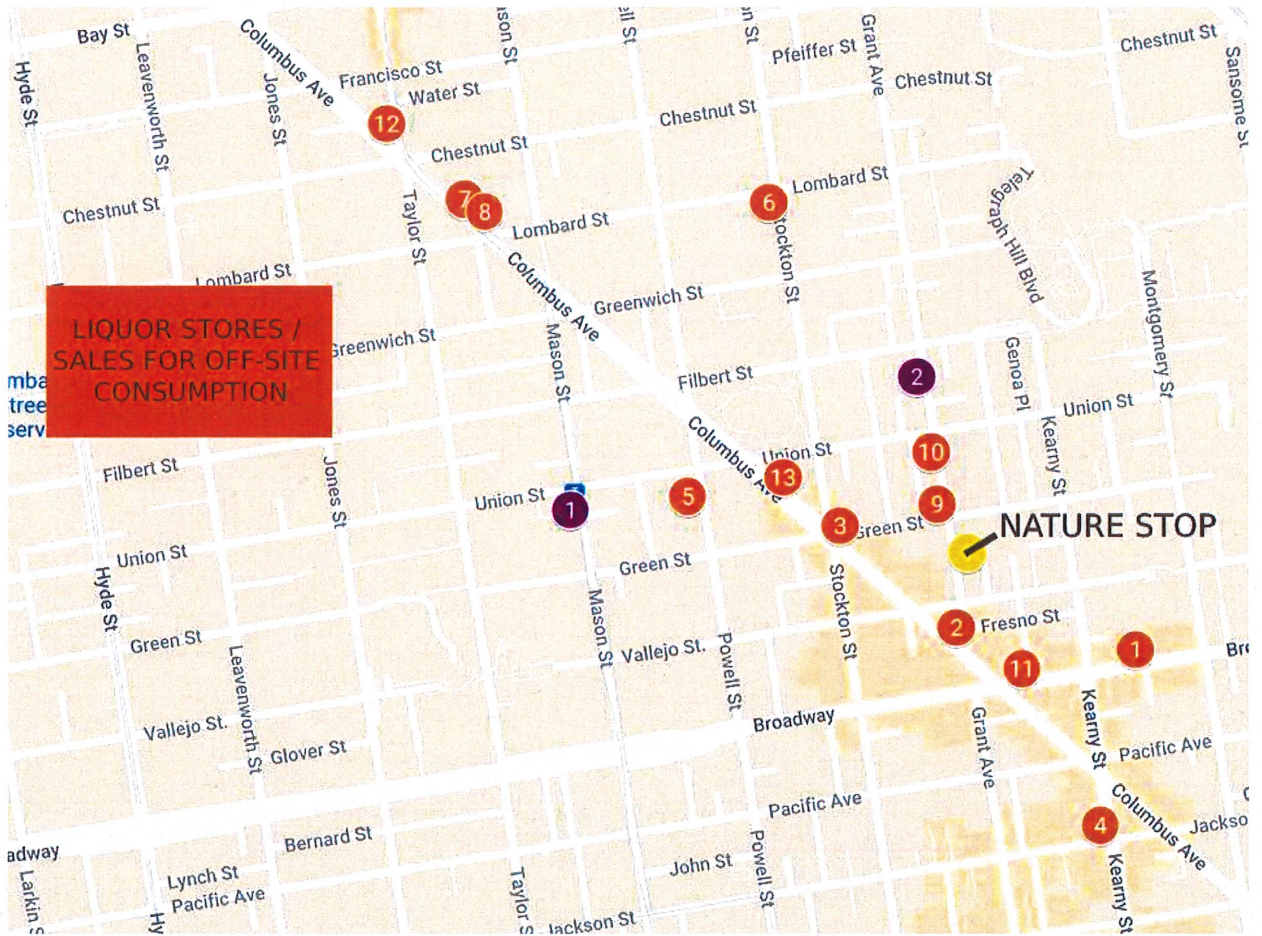 Bay St
Columbus Ave
Hyde St
Leavenworth St
Jones St
Francisco St
Water St
Pfeiffer St
Grant Ave
Chestnut St
Chestnut St
Sansome St
12
Chestnut St
Chestnut St
Chestnut St
Taylor St
7
8
Lombard St
6
Lombard St
Stockton St
Telegraph Hill Blvd
Lombard St
Columbus Ave
Greenwich St
Montgomery St
LIQUOR STORES /
SALES FOR OFF-SITE
CONSUMPTION
Greenwich St
Mason St
Filbert St
2
Genoa Pl
Union St
Kearny St
Columbus Ave
Union St
10
Filbert St
Jones St
Union St
1
5
13
3
Green St
9
NATURE STOP
Union St
Hyde St
Green St
Mason St
Stockton St
2
Fresno St
Green St
Leavenworth St
Vallejo St.
Powell St
11
1
Vallejo St.
Glover St
Broadway
Grant Ave
Kearny St
Pacific Ave
Pacific Ave
Columbus Ave
4
Bernard St
John St
Powell St
Kearny St
Lynch St
Pacific Ave
Taylor S
Jackson St